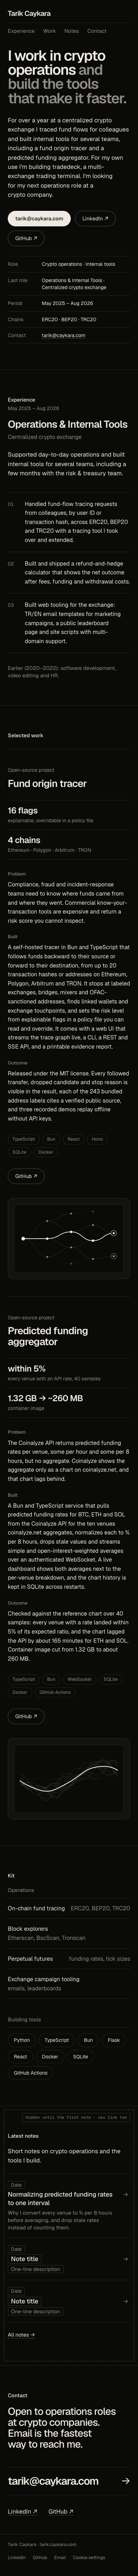 Tarik Caykara
Experience Work Notes Contact
I work in crypto
operations and
tools that make it faster.
For over a year at a centralized crypto
exchange I traced fund flows for colleagues
and built internal tools for several teams,
including a fund origin tracer and a
predicted funding aggregator. For my own
use I'm building tradedeck, a multi-
exchange trading terminal. I'm looking
for my next operations role at a
crypto company.
tarik@caykara.com LinkedIn ↗
GitHub ↗
Role Crypto operations · Internal tools
Last role Operations & Internal Tools ·
Centralized crypto exchange
Period May 2025 – Aug 2026
Chains ERC20 · BEP20 · TRC20
Contact tarik@caykara.com
Experience
May 2025 – Aug 2026
Operations & Internal Tools
Centralized crypto exchange
Supported day-to-day operations and built
internal tools for several teams, including
two months with the risk & treasury team.
01 Handled fund-flow tracing requests
from colleagues, by user ID or
transaction hash, across ERC20, BEP20
and TRC20 with a tracing tool I took
over and extended.
02 Built and shipped a refund-and-hedge
calculator that showed the net outcome
after fees, funding and withdrawal costs.
03 Built web tooling for the exchange:
TR/EN email templates for marketing
campaigns, a public leaderboard
page and site scripts with multi-
domain support.
Earlier (2020–2022): software development,
video editing and HR.
Selected work
Open-source project
Fund origin tracer
16 flags
explainable, overridable in a policy file
4 chains
Ethereum · Polygon · Arbitrum · TRON
Problem
Compliance, fraud and incident-response
teams need to know where funds came from
and where they went. Commercial know-your-
transaction tools are expensive and return a
risk score you cannot inspect.
Built
A self-hosted tracer in Bun and TypeScript that
follows funds backward to their source or
forward to their destination, from up to 20
transaction hashes or addresses on Ethereum,
Polygon, Arbitrum and TRON. It stops at labeled
exchanges, bridges, mixers and OFAC-
sanctioned addresses, finds linked wallets and
exchange touchpoints, and sets the risk level
from explainable flags in a policy file you can
read and override. It comes with a web UI that
streams the trace graph live, a CLI, a REST and
SSE API, and a printable evidence report.
Outcome
Released under the MIT license. Every followed
transfer, dropped candidate and chosen match is
visible in the result, each of the 243 bundled
address labels cites a verified public source,
and three recorded demos replay offline
without API keys.
TypeScript Bun React Hono
SQLite Docker
GitHub ↗
Open-source project
Predicted funding
aggregator
within 5%
every venue with an API rate, 40 samples
1.32 GB → ~260 MB
container image
Problem
The Coinalyze API returns predicted funding
rates per venue, some per hour and some per 8
hours, but no aggregate. Coinalyze shows the
aggregate only as a chart on coinalyze.net, and
that chart lags behind.
Built
A Bun and TypeScript service that pulls
predicted funding rates for BTC, ETH and SOL
from the Coinalyze API for the ten venues
coinalyze.net aggregates, normalizes each to %
per 8 hours, drops stale values and streams
simple and open-interest-weighted averages
over an authenticated WebSocket. A live
dashboard shows both averages next to the
per-venue breakdown, and the chart history is
kept in SQLite across restarts.
Outcome
Checked against the reference chart over 40
samples: every venue with a rate landed within
5% of its expected ratio, and the chart lagged
the API by about 165 minutes for ETH and SOL.
Container image cut from 1.32 GB to about
260 MB.
TypeScript Bun WebSocket SQLite
Docker GitHub Actions
GitHub ↗
Kit
Operations
On-chain fund tracing ERC20, BEP20, TRC20
Block explorers
Etherscan, BscScan, Tronscan
Perpetual futures funding rates, tick sizes
Exchange campaign tooling
emails, leaderboards
Building tools
Python TypeScript Bun Flask
React Docker SQLite
GitHub Actions
Hidden until the first note · nav link too
Latest notes
Short notes on crypto operations and the
tools I build.
Date
Normalizing predicted funding rates →
to one interval
Why I convert every venue to % per 8 hours
before averaging, and drop stale rates
instead of counting them.
Date
Note title →
One-line description
Date
Note title →
One-line description
All notes →
Contact
Open to operations roles
at crypto companies.
Email is the fastest
way to reach me.
tarik@caykara.com →
LinkedIn ↗ GitHub ↗
Tarik Caykara · tarik.caykara.com
LinkedIn GitHub Email Cookie settings